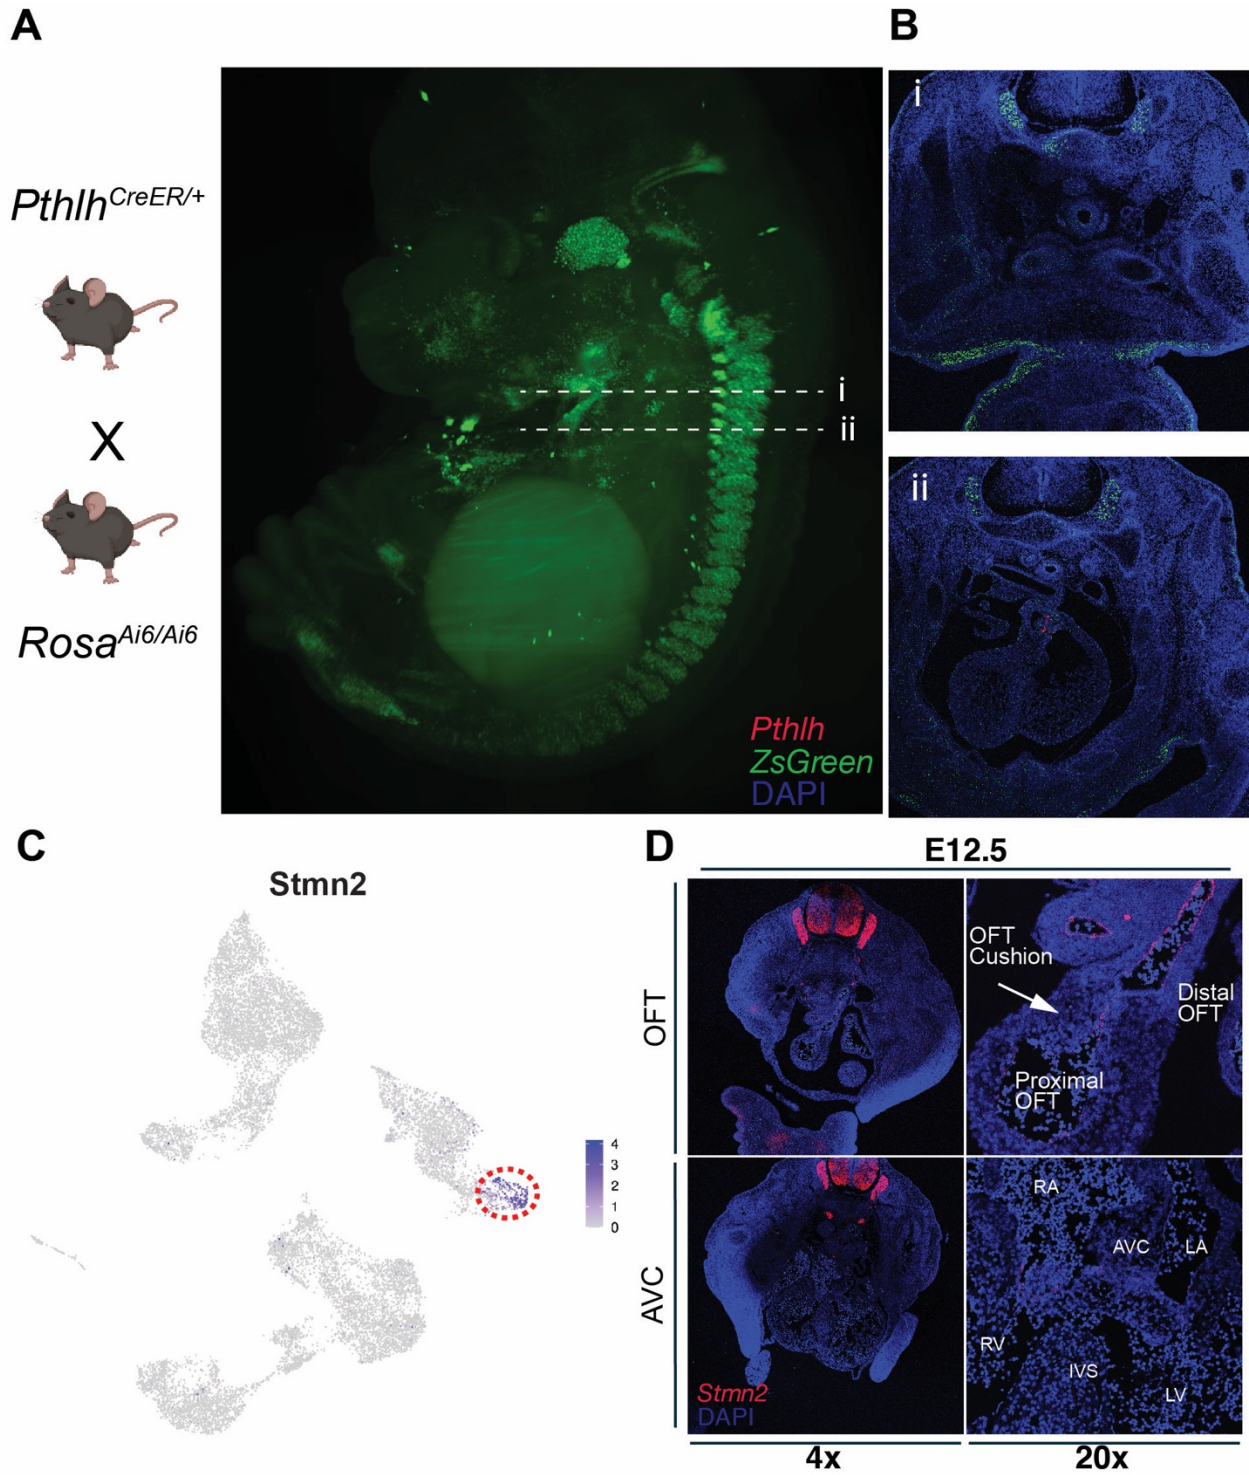 A
B
Pthlh^CreER/+
X
Rosa^Ai6/Ai6
i
ii
Pthlh
ZsGreen
DAPI
i
ii
C
Stmn2
4
3
2
1
0
D
E12.5
OFT
AVC
OFT
Cushion
Distal
OFT
Proximal
OFT
Stmn2
DAPI
RA
AVC
LA
RV
IVS
LV
4x
20x